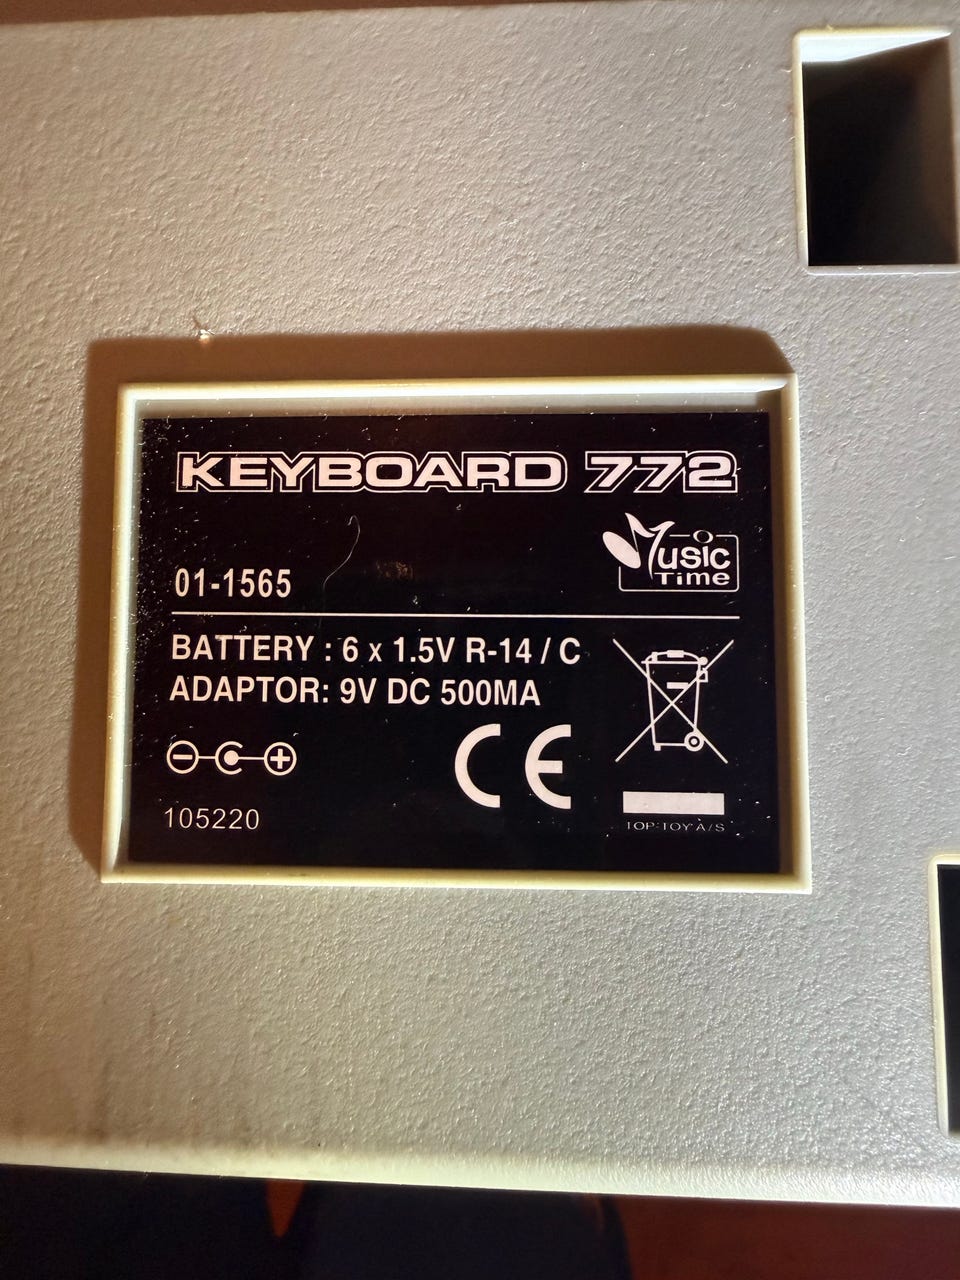 KEYBOARD 772
Music
Time
01-1565
BATTERY : 6 x 1.5V R-14 / C
ADAPTOR: 9V DC 500MA
CE
105220
TOP-TOY A/S